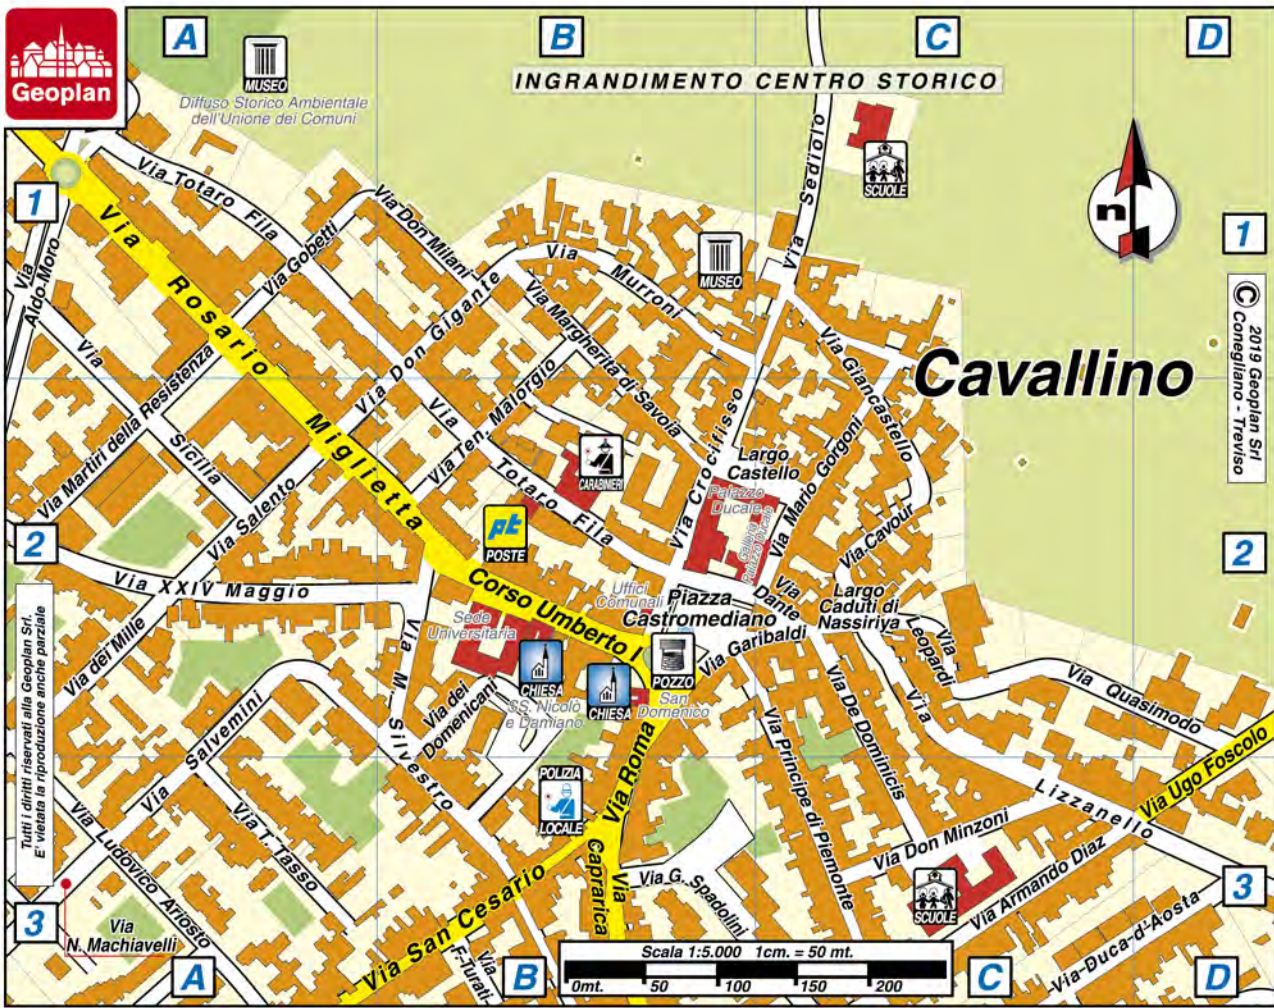 Geoplan
A
B
C
D
MUSEO
Diffuso Storico Ambientale
dell'Unione dei Comuni
INGRANDIMENTO CENTRO STORICO
SCUOLE
n
1
1
© 2019 Geoplan Srl
Conegliano - Treviso
Via Totaro Fila
Via Don Milani
Via Gobetti
Via Sediolo
Via
Aldo Moro
Via Rosario Miglietta
Via Murroni
MUSEO
Via Don Gigante
Via Margherita di Savoia
Via Giancastello
Cavallino
Via Sicilia
Via Martiri della Resistenza
Via Ten. Malorgio
Via Crocifisso
Via Mario Gorgoni
Largo
Castello
Palazzo
Ducale
Galleria
Palazzo Ducale
CARABINIERI
Via Totaro Fila
Via Salento
Via Cavour
2
2
pt
POSTE
Via XXIV Maggio
Corso Umberto I
Uffici
Comunali
Piazza
Castromediano
Via
Dante
Largo
Caduti di
Nassiriya
Sede
Universitaria
Via
Leopardi
Via dei Mille
Via Garibaldi
CHIESA
SS. Nicolò
e Damiano
CHIESA
POZZO
San
Domenico
Via Quasimodo
Via M. Silvestro
Via dei
Domenicani
Via Salvemini
Via De Dominicis
Via Principe di Piemonte
Via Lizzanello
Via Ugo Foscolo
Tutti i diritti riservati alla Geoplan Srl.
E' vietata la riproduzione anche parziale
POLIZIA
LOCALE
Via Roma
Via Ludovico Ariosto
Via T. Tasso
Via Don Minzoni
Via San Cesario
Via
Caprarica
Via G. Spadolini
SCUOLE
Via Armando Diaz
Via Duca d'Aosta
3
3
Via
N. Machiavelli
Via
F. Turati
Scala 1:5.000 1cm. = 50 mt.
0mt. 50 100 150 200
A
B
C
D